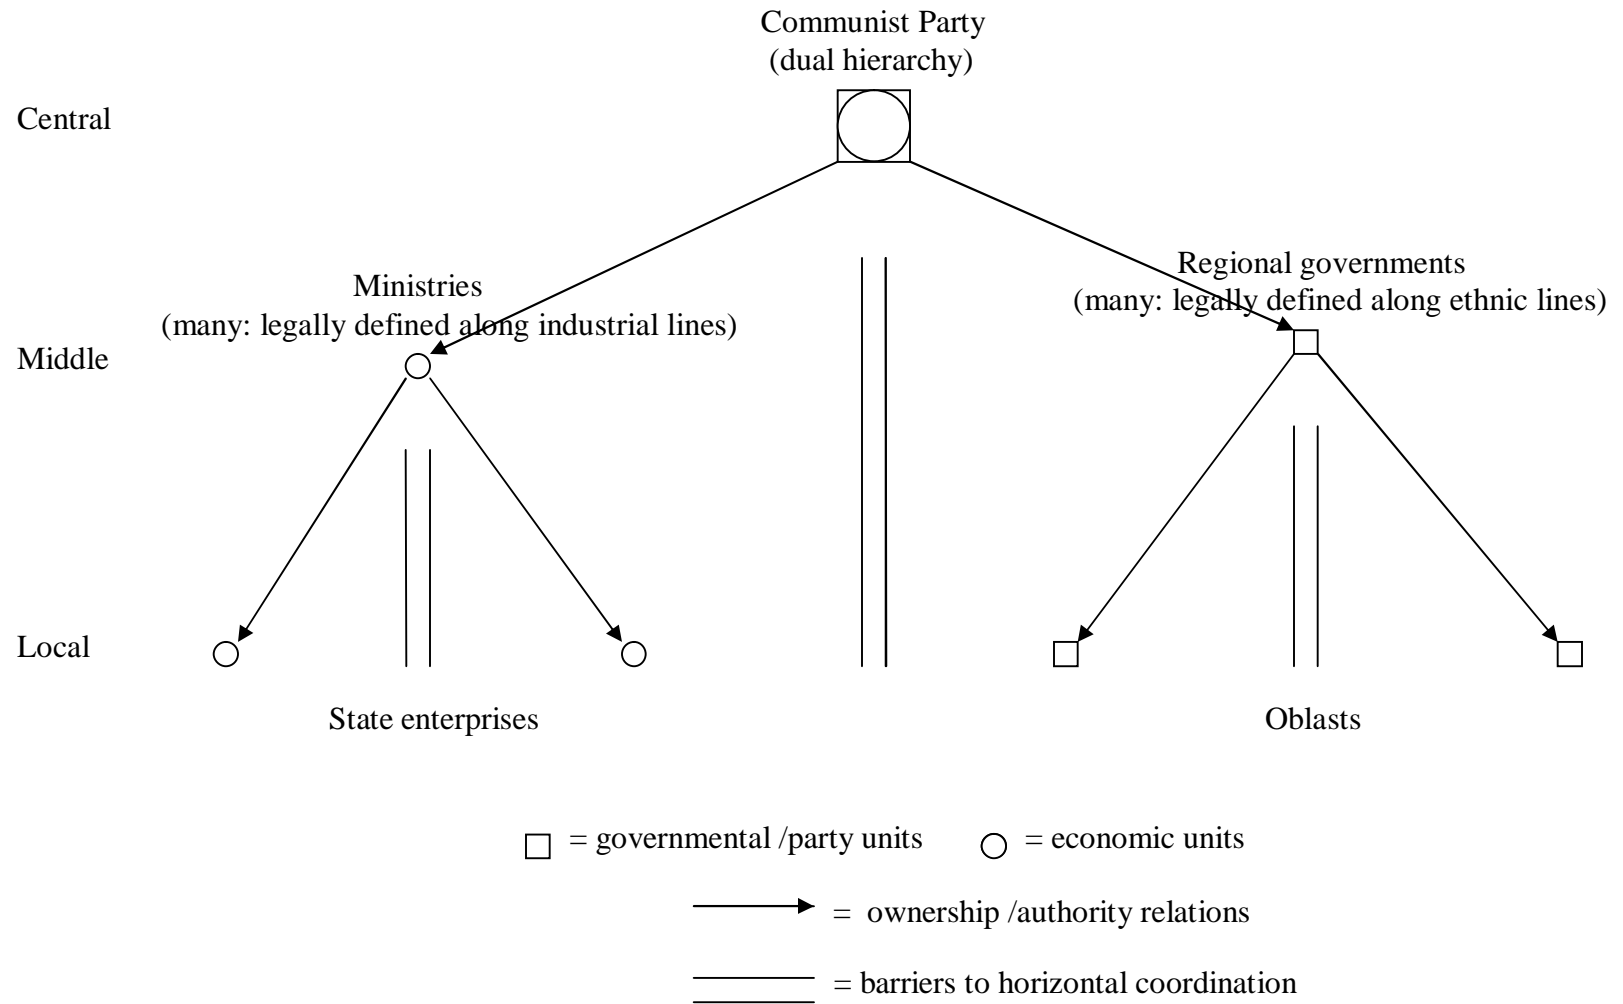 Communist Party
(dual hierarchy)
Central
Regional governments
(many: legally defined along ethnic lines)
Ministries
(many: legally defined along industrial lines)
Middle
Local
State enterprises
Oblasts
= governmental /party units
= economic units
= ownership /authority relations
= barriers to horizontal coordination